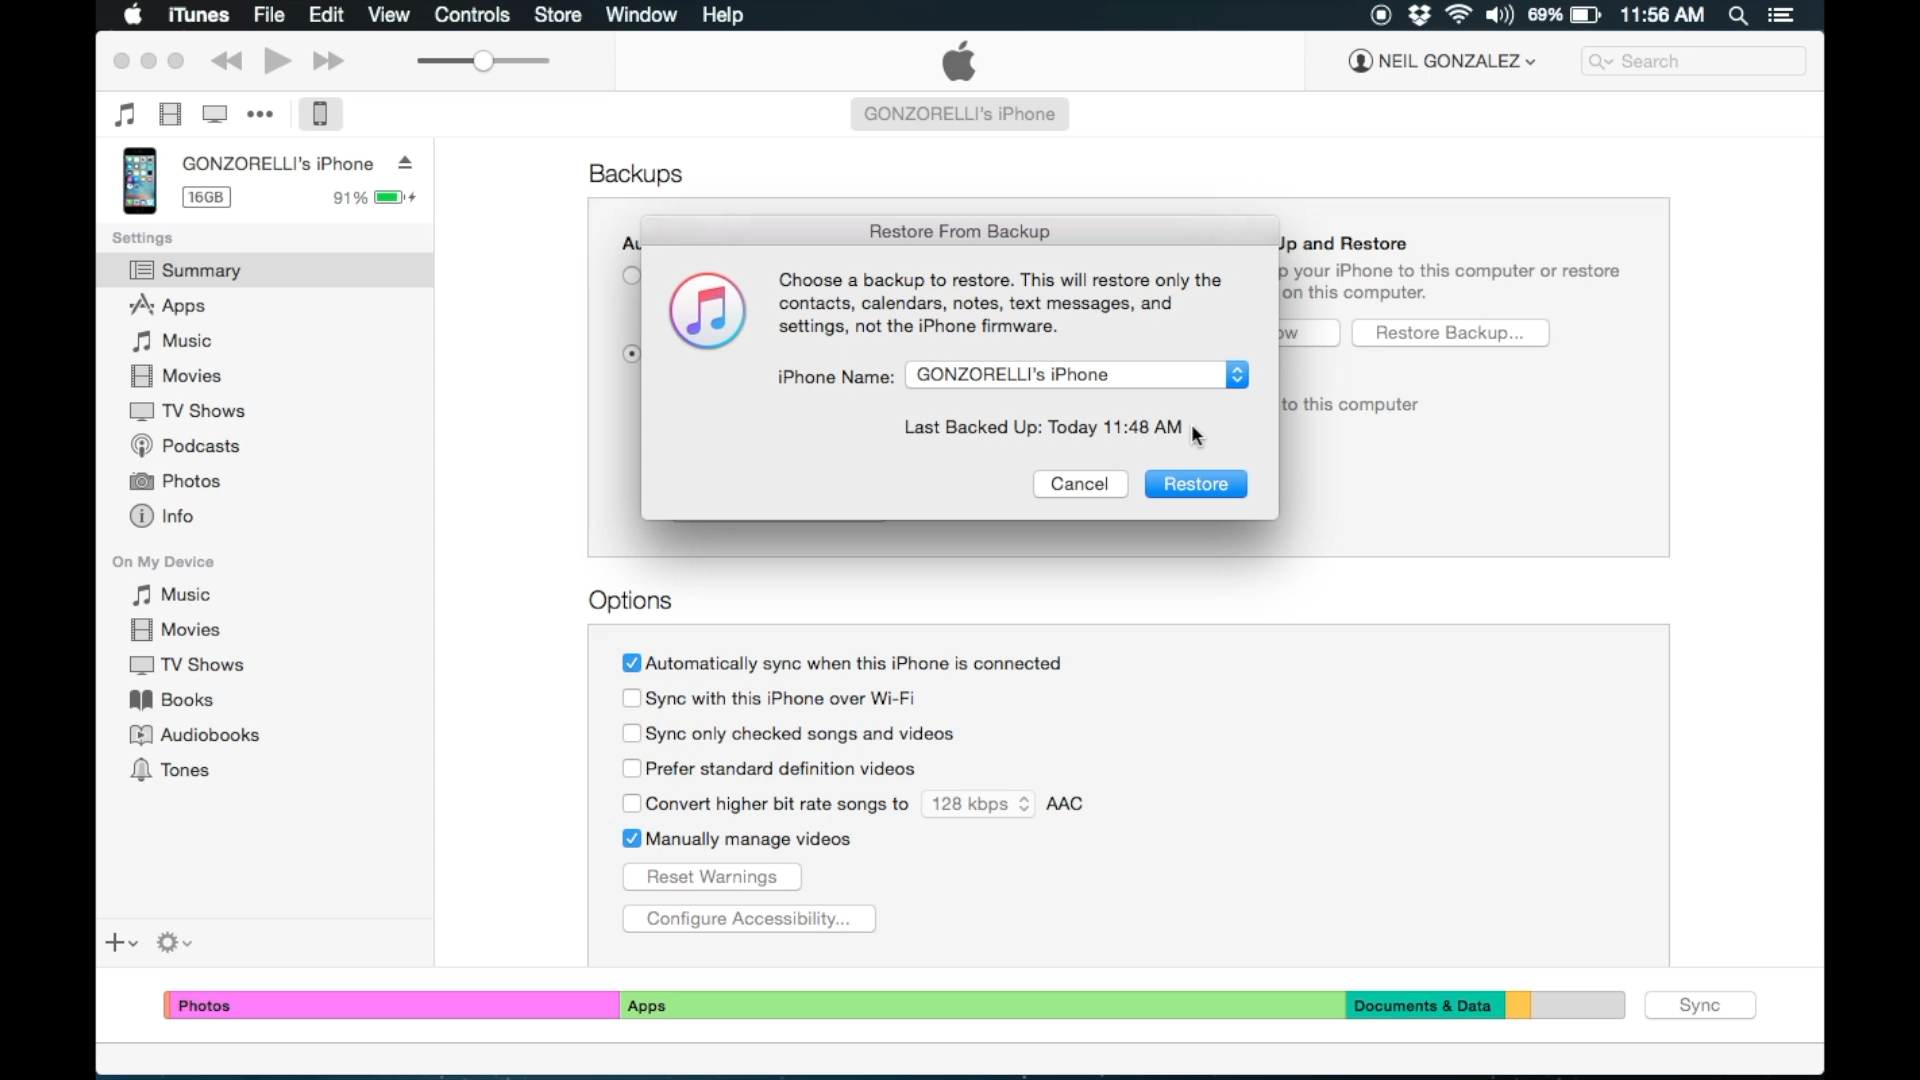 iTunes File Edit View Controls Store Window Help 69% 11:56 AM
NEIL GONZALEZ Search
GONZORELLI's iPhone
GONZORELLI's iPhone
16GB 91%
Settings
Summary
Apps
Music
Movies
TV Shows
Podcasts
Photos
Info
On My Device
Music
Movies
TV Shows
Books
Audiobooks
Tones
Backups
Restore From Backup
Choose a backup to restore. This will restore only the
contacts, calendars, notes, text messages, and
settings, not the iPhone firmware.
iPhone Name: GONZORELLI's iPhone
Last Backed Up: Today 11:48 AM
Cancel Restore
Up and Restore
your iPhone to this computer or restore
on this computer.
Restore Backup...
to this computer
Options
Automatically sync when this iPhone is connected
Sync with this iPhone over Wi-Fi
Sync only checked songs and videos
Prefer standard definition videos
Convert higher bit rate songs to 128 kbps AAC
Manually manage videos
Reset Warnings
Configure Accessibility...
Photos Apps Documents & Data Sync